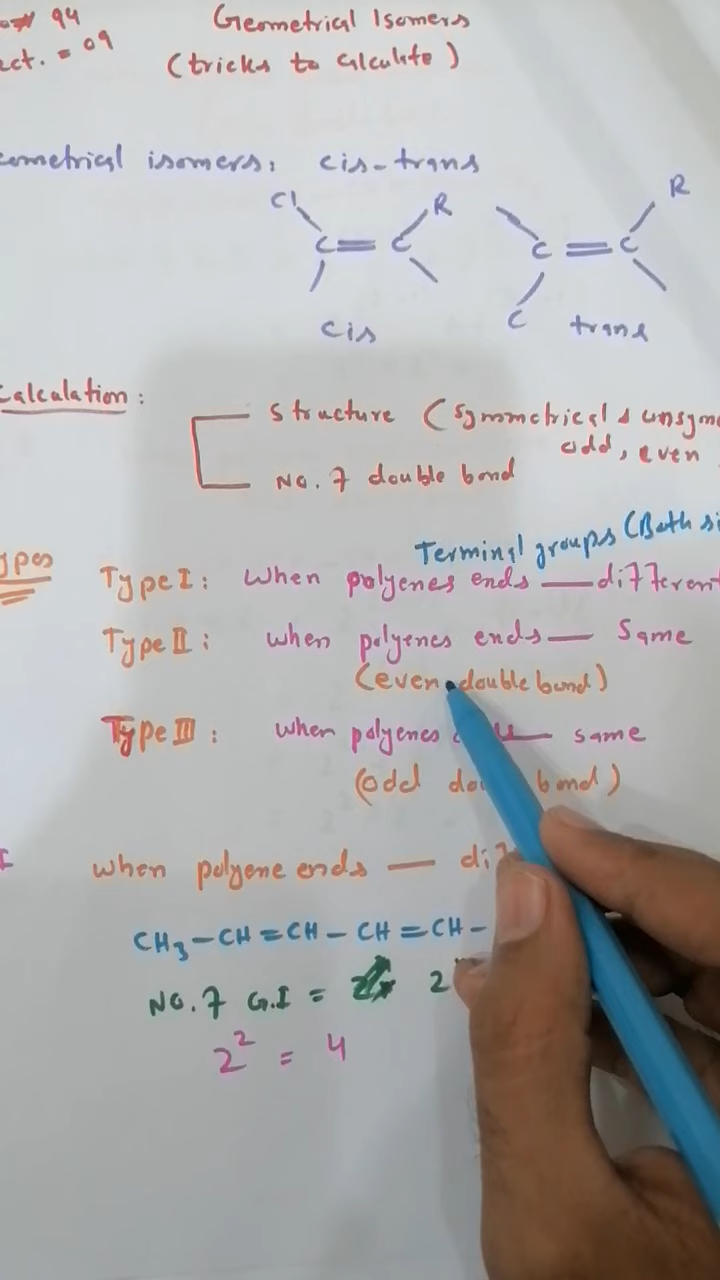 94
Geometrical Isomers
ect. = 09
(tricks to calculate)
eometrical isomers: cis-trans
Cl R R
C = C C = C
C
cis trans
Calculation:
Structure (symmetrical & unsym
odd, even
No. of double bond
Terminal groups (Both si
ypes
Type I: When polyenes ends — different
Type II: when polyenes ends — Same
(even double bond)
Type III: when polyenes — same
(odd bond)
I when polyene ends —
CH3 – CH = CH – CH = CH –
No. of G.I = 2
2² = 4